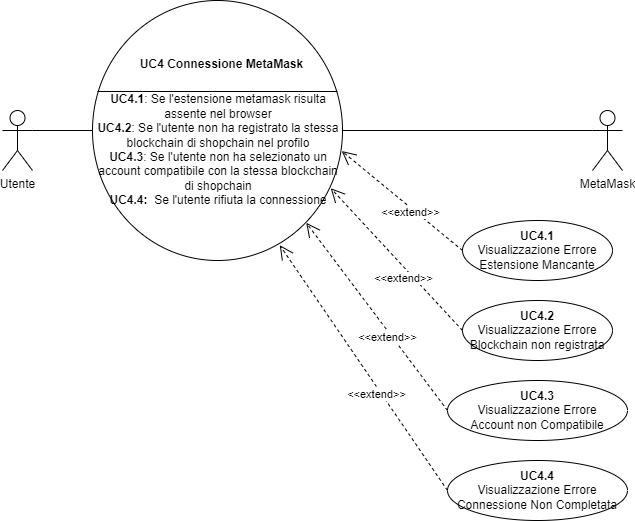 UC4 Connessione MetaMask
UC4.1: Se l'estensione metamask risulta
assente nel browser
UC4.2: Se l'utente non ha registrato la stessa
blockchain di shopchain nel profilo
UC4.3: Se l'utente non ha selezionato un
account compatibile con la stessa blockchain
di shopchain
UC4.4: Se l'utente rifiuta la connessione
Utente
MetaMask
<<extend>>
UC4.1
Visualizzazione Errore
Estensione Mancante
<<extend>>
UC4.2
Visualizzazione Errore
Blockchain non registrata
<<extend>>
UC4.3
Visualizzazione Errore
Account non Compatibile
<<extend>>
UC4.4
Visualizzazione Errore
Connessione Non Completata